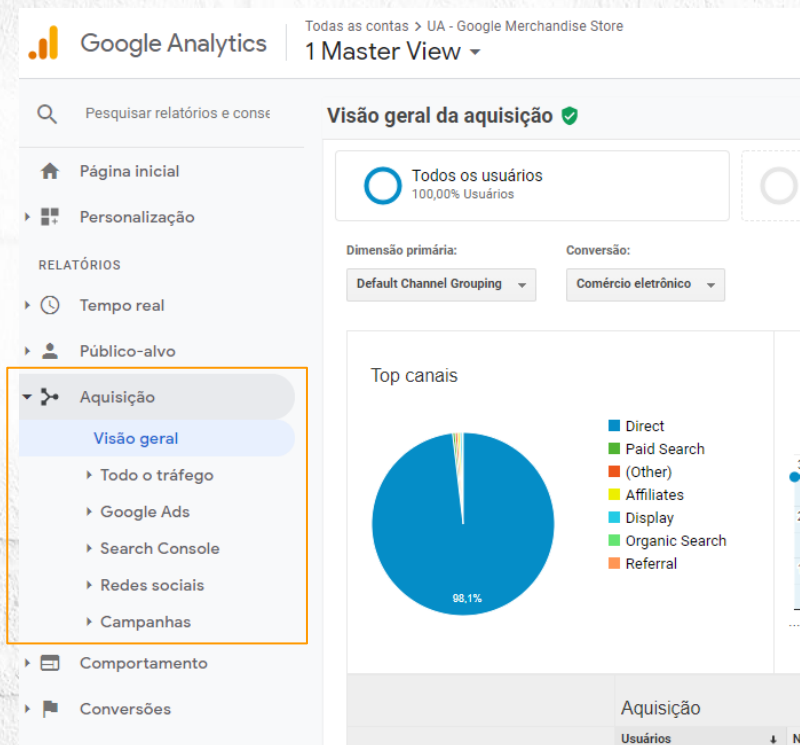 Google Analytics
Todas as contas > UA - Google Merchandise Store
1 Master View
Pesquisar relatórios e conse
Página inicial
Personalização
RELATÓRIOS
Tempo real
Público-alvo
Aquisição
Visão geral
Todo o tráfego
Google Ads
Search Console
Redes sociais
Campanhas
Comportamento
Conversões
Visão geral da aquisição
Todos os usuários
100,00% Usuários
Dimensão primária:
Conversão:
Default Channel Grouping
Comércio eletrônico
Top canais
98,1%
Direct
Paid Search
(Other)
Affiliates
Display
Organic Search
Referral
Aquisição
Usuários